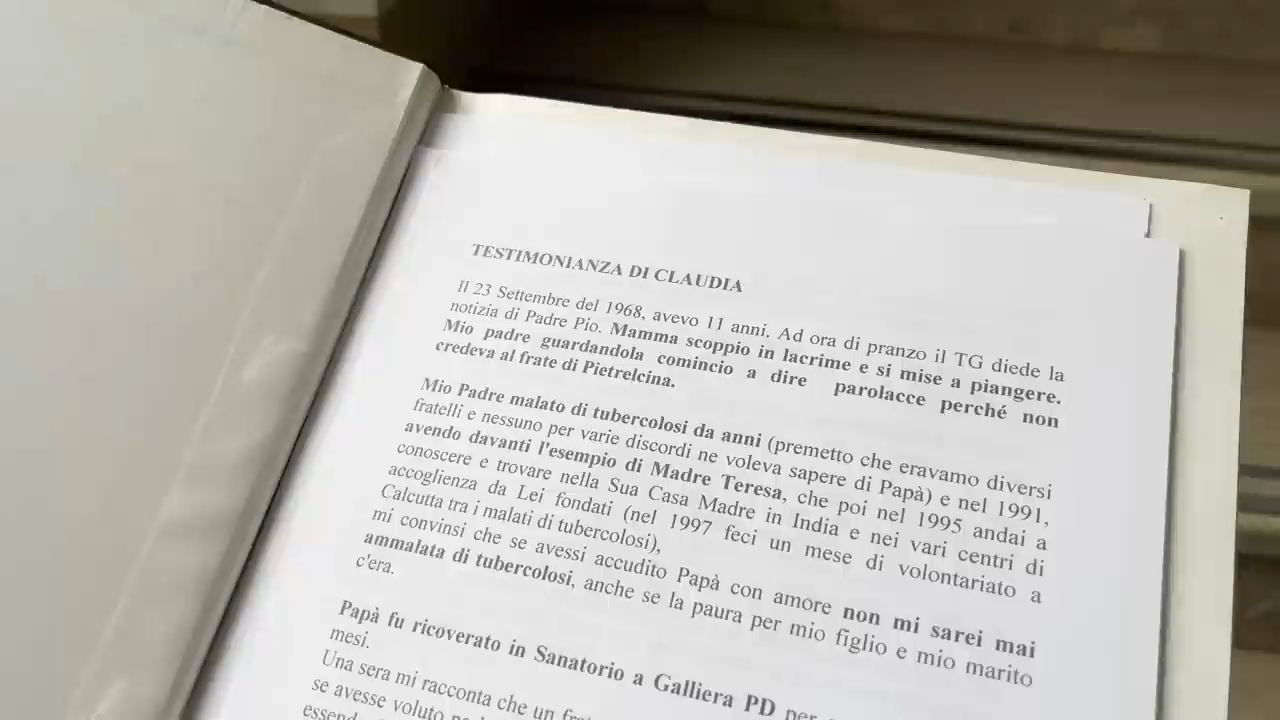 TESTIMONIANZA DI CLAUDIA
Il 23 Settembre del 1968, avevo 11 anni. Ad ora di pranzo il TG diede la
notizia di Padre Pio. Mamma scoppio in lacrime e si mise a piangere.
Mio padre guardandola comincio a dire parolacce perché non
credeva al frate di Pietrelcina.
Mio Padre malato di tubercolosi da anni (premetto che eravamo diversi
fratelli e nessuno per varie discordi ne voleva sapere di Papà) e nel 1991,
avendo davanti l'esempio di Madre Teresa, che poi nel 1995 andai a
conoscere e trovare nella Sua Casa Madre in India e nei vari centri di
accoglienza da Lei fondati (nel 1997 feci un mese di volontariato a
Calcutta tra i malati di tubercolosi),
mi convinsi che se avessi accudito Papà con amore non mi sarei mai
ammalata di tubercolosi, anche se la paura per mio figlio e mio marito
c'era.
Papà fu ricoverato in Sanatorio a Galliera PD per
mesi.
Una sera mi racconta che un
se avesse voluto